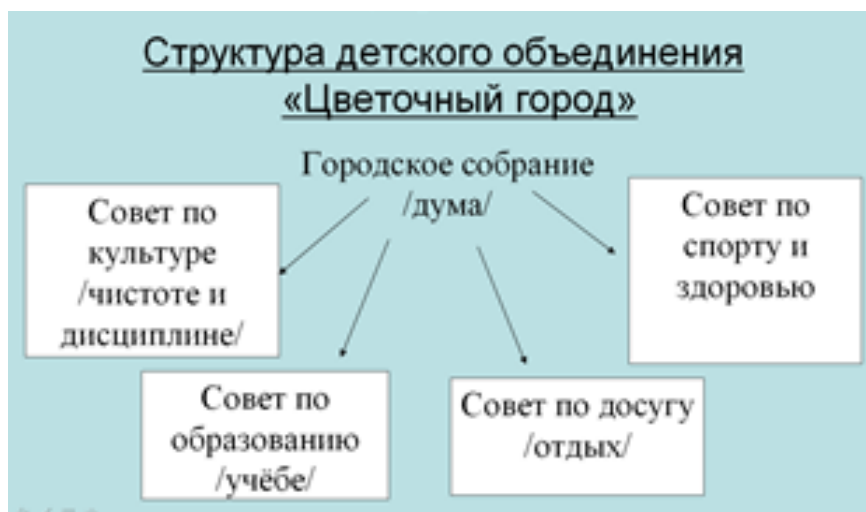 Структура детского объединения
«Цветочный город»
Городское собрание
/дума/
Совет по
культуре
/чистоте и
дисциплине/
Совет по
образованию
/учёбе/
Совет по досугу
/отдых/
Совет по
спорту и
здоровью